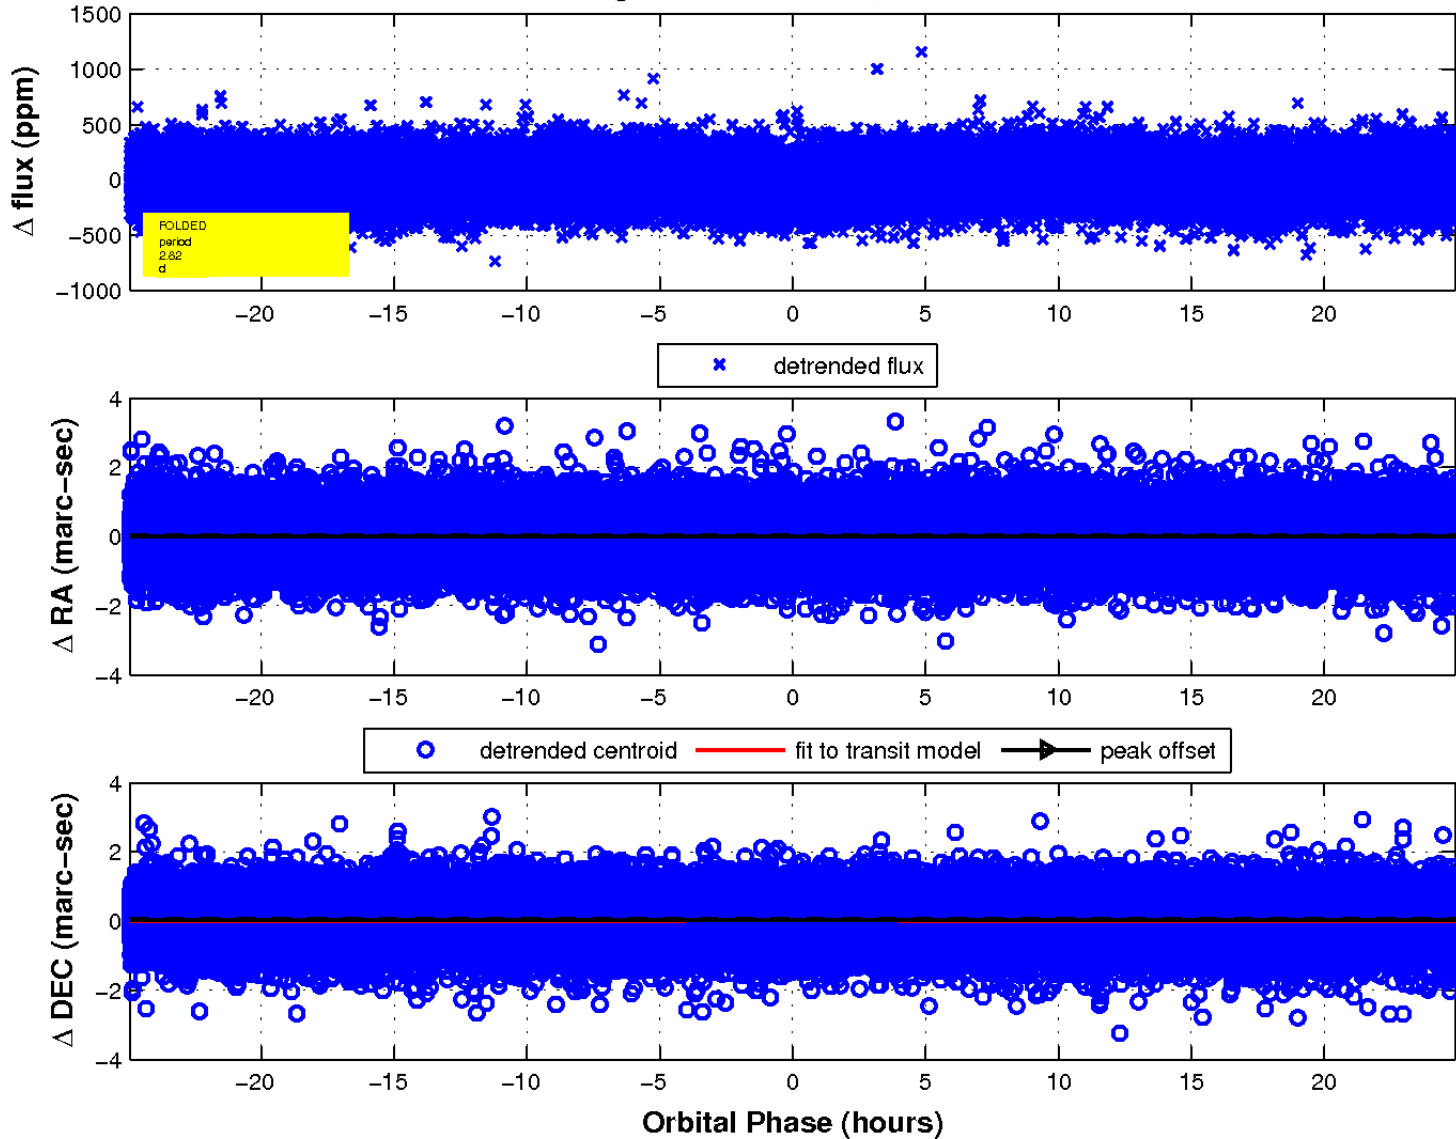 1500
1000
500
0
−500
−1000
Δ flux (ppm)
FOLDED
period
2.82
d
−20 −15 −10 −5 0 5 10 15 20
detrended flux
4
2
0
−2
−4
Δ RA (marc−sec)
−20 −15 −10 −5 0 5 10 15 20
detrended centroid fit to transit model peak offset
4
2
0
−2
−4
Δ DEC (marc−sec)
−20 −15 −10 −5 0 5 10 15 20
Orbital Phase (hours)